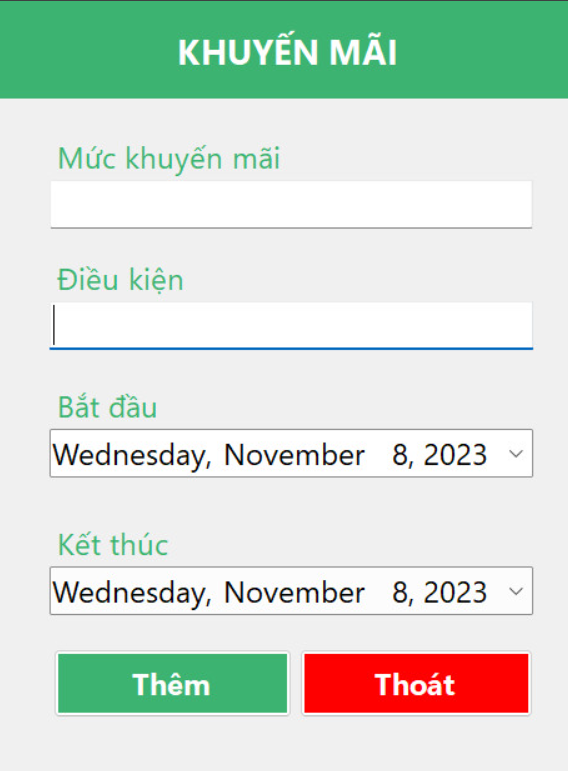 KHUYẾN MÃI
Mức khuyến mãi
Điều kiện
Bắt đầu
Wednesday, November 8, 2023
Kết thúc
Wednesday, November 8, 2023
Thêm Thoát